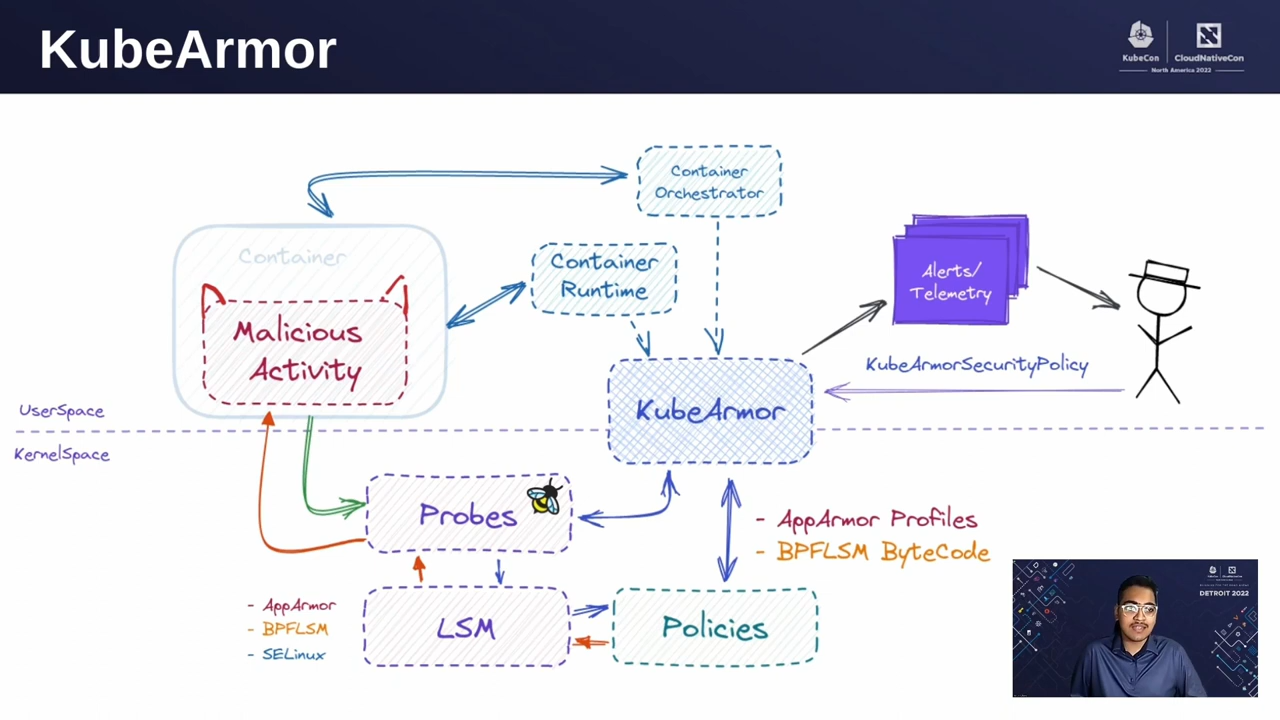 KubeArmor
KubeCon
CloudNativeCon
North America 2022
Container
Orchestrator
Container
Container
Runtime
Malicious
Activity
Alerts/
Telemetry
KubeArmorSecurityPolicy
KubeArmor
UserSpace
KernelSpace
Probes
- AppArmor Profiles
- BPFLSM ByteCode
- AppArmor
- BPFLSM
- SELinux
LSM
Policies
DETROIT 2022